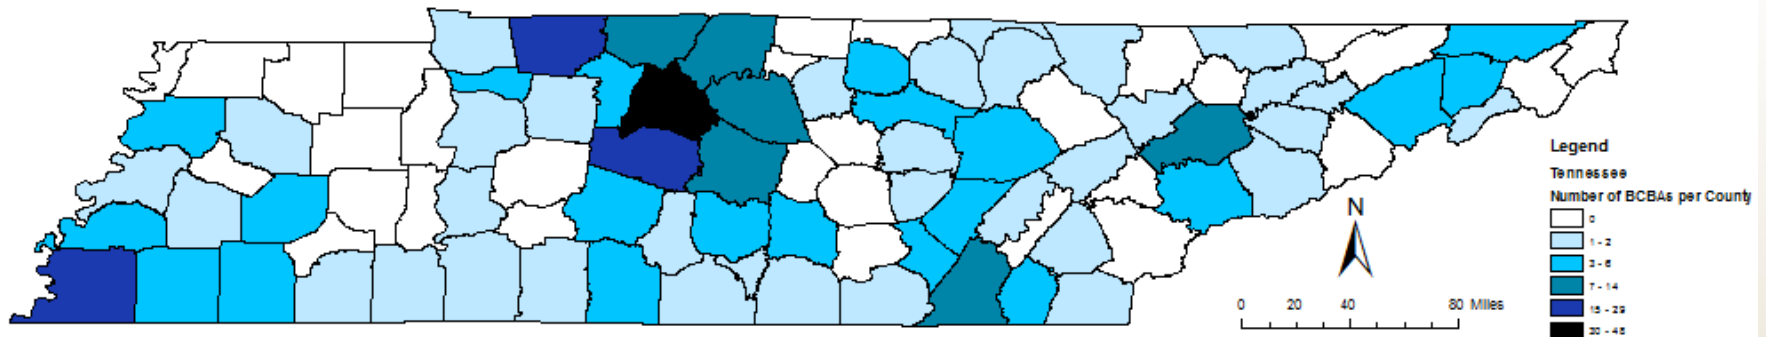 Legend
Tennessee
Number of BCBAs per County
0
1 - 2
3 - 6
7 - 14
15 - 29
30 - 48
N
0 20 40 80 Miles